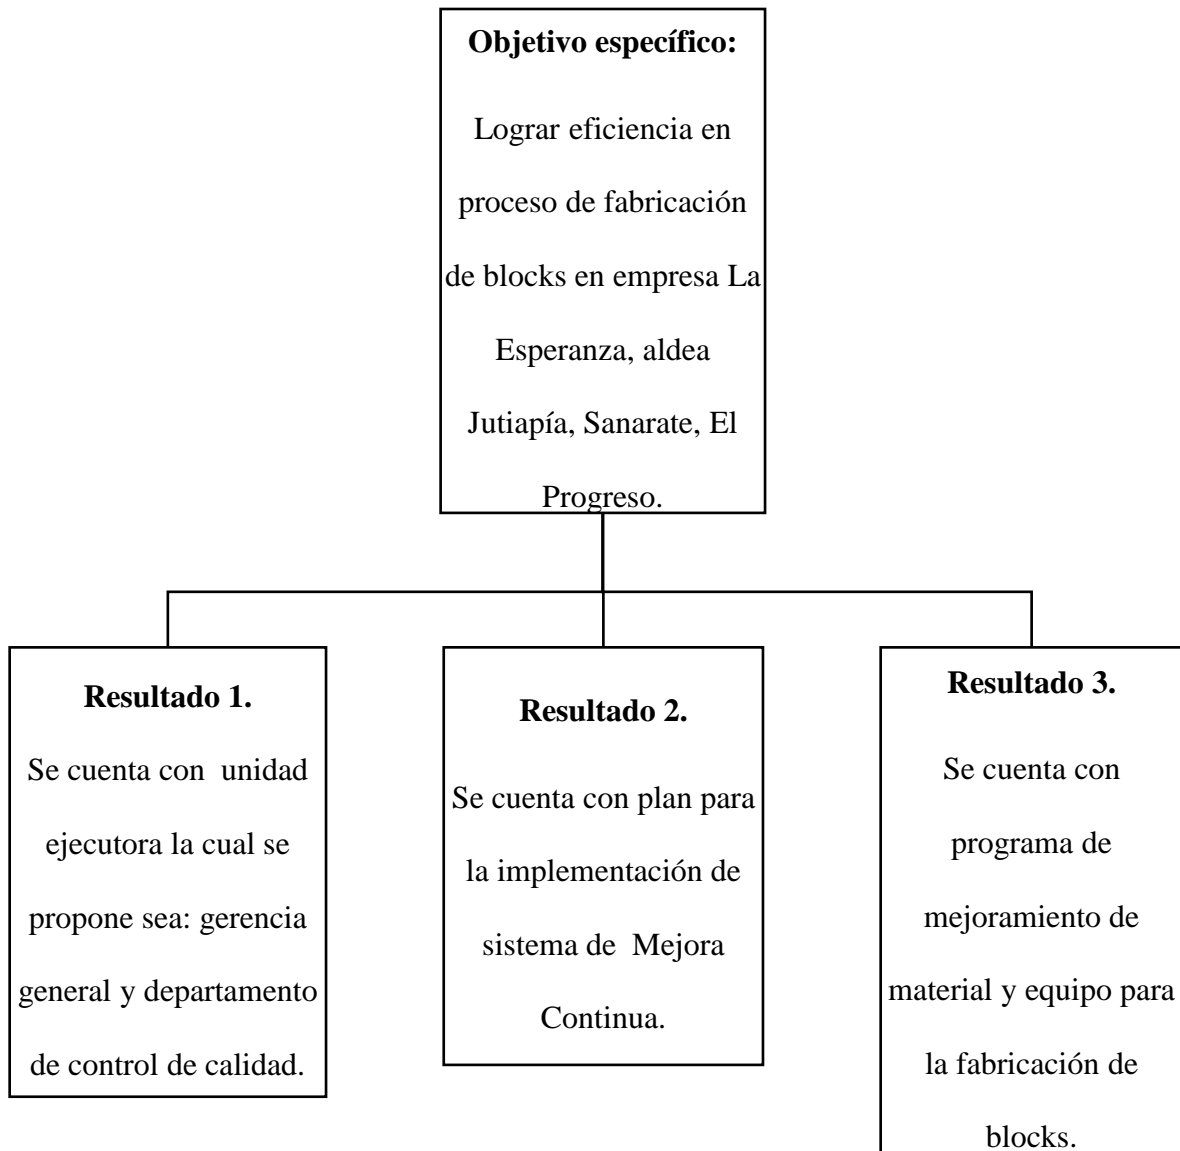 Objetivo específico:
Lograr eficiencia en
proceso de fabricación
de blocks en empresa La
Esperanza, aldea
Jutiapía, Sanarate, El
Progreso.
Resultado 1.
Se cuenta con  unidad
ejecutora la cual se
propone sea: gerencia
general y departamento
de control de calidad.
Resultado 2.
Se cuenta con plan para
la implementación de
sistema de  Mejora
Continua.
Resultado 3.
Se cuenta con
programa de
mejoramiento de
material y equipo para
la fabricación de
blocks.